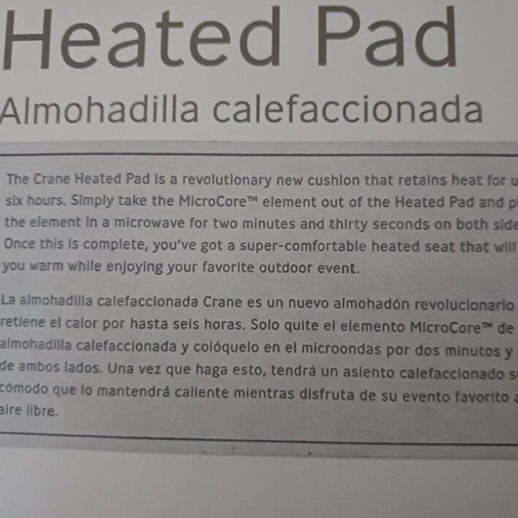 Heated Pad
Almohadilla calefaccionada
The Crane Heated Pad is a revolutionary new cushion that retains heat for
six hours. Simply take the MicroCore™ element out of the Heated Pad and
the element in a microwave for two minutes and thirty seconds on both
Once this is complete, you've got a super-comfortable heated seat that will
you warm while enjoying your favorite outdoor event.
La almohadilla calefaccionada Crane es un nuevo almohadón revolucionario
retiene el calor por hasta seis horas. Solo quite el elemento MicroCore™ de
almohadilla calefaccionada y colóquelo en el microondas por dos minutos y
de ambos lados. Una vez que haga esto, tendrá un asiento calefaccionado
cómodo que lo mantendrá caliente mientras disfruta de su evento favorito
aire libre.